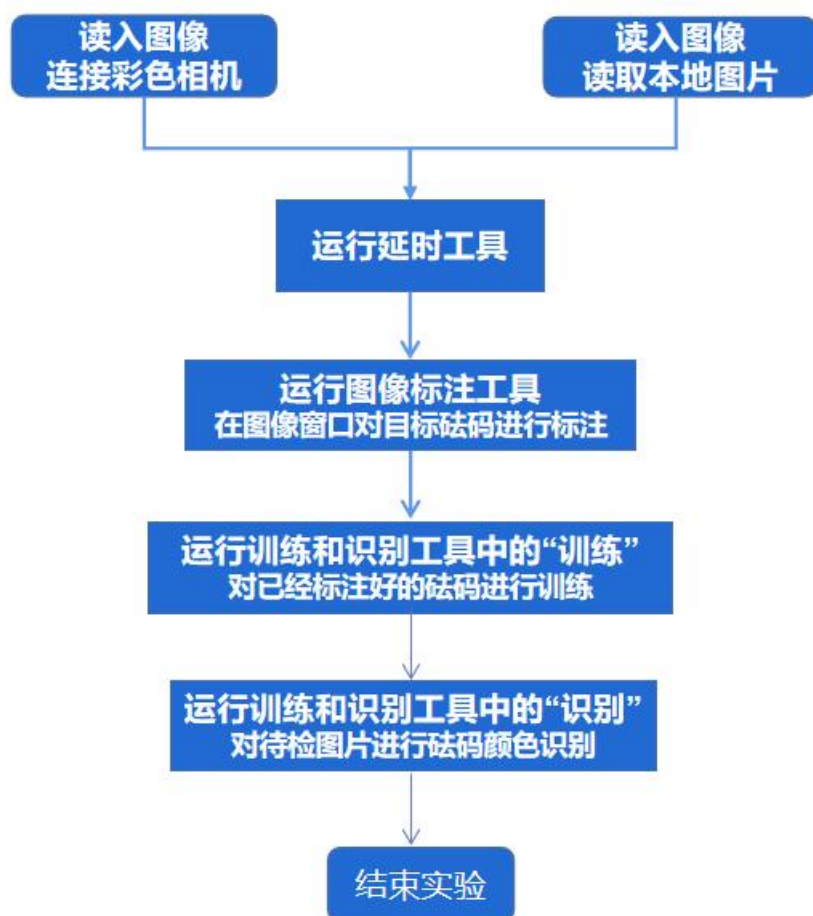 读入图像
连接彩色相机
读入图像
读取本地图片
运行延时工具
运行图像标注工具
在图像窗口对目标砝码进行标注
运行训练和识别工具中的“训练”
对已经标注好的砝码进行训练
运行训练和识别工具中的“识别”
对待检图片进行砝码颜色识别
结束实验